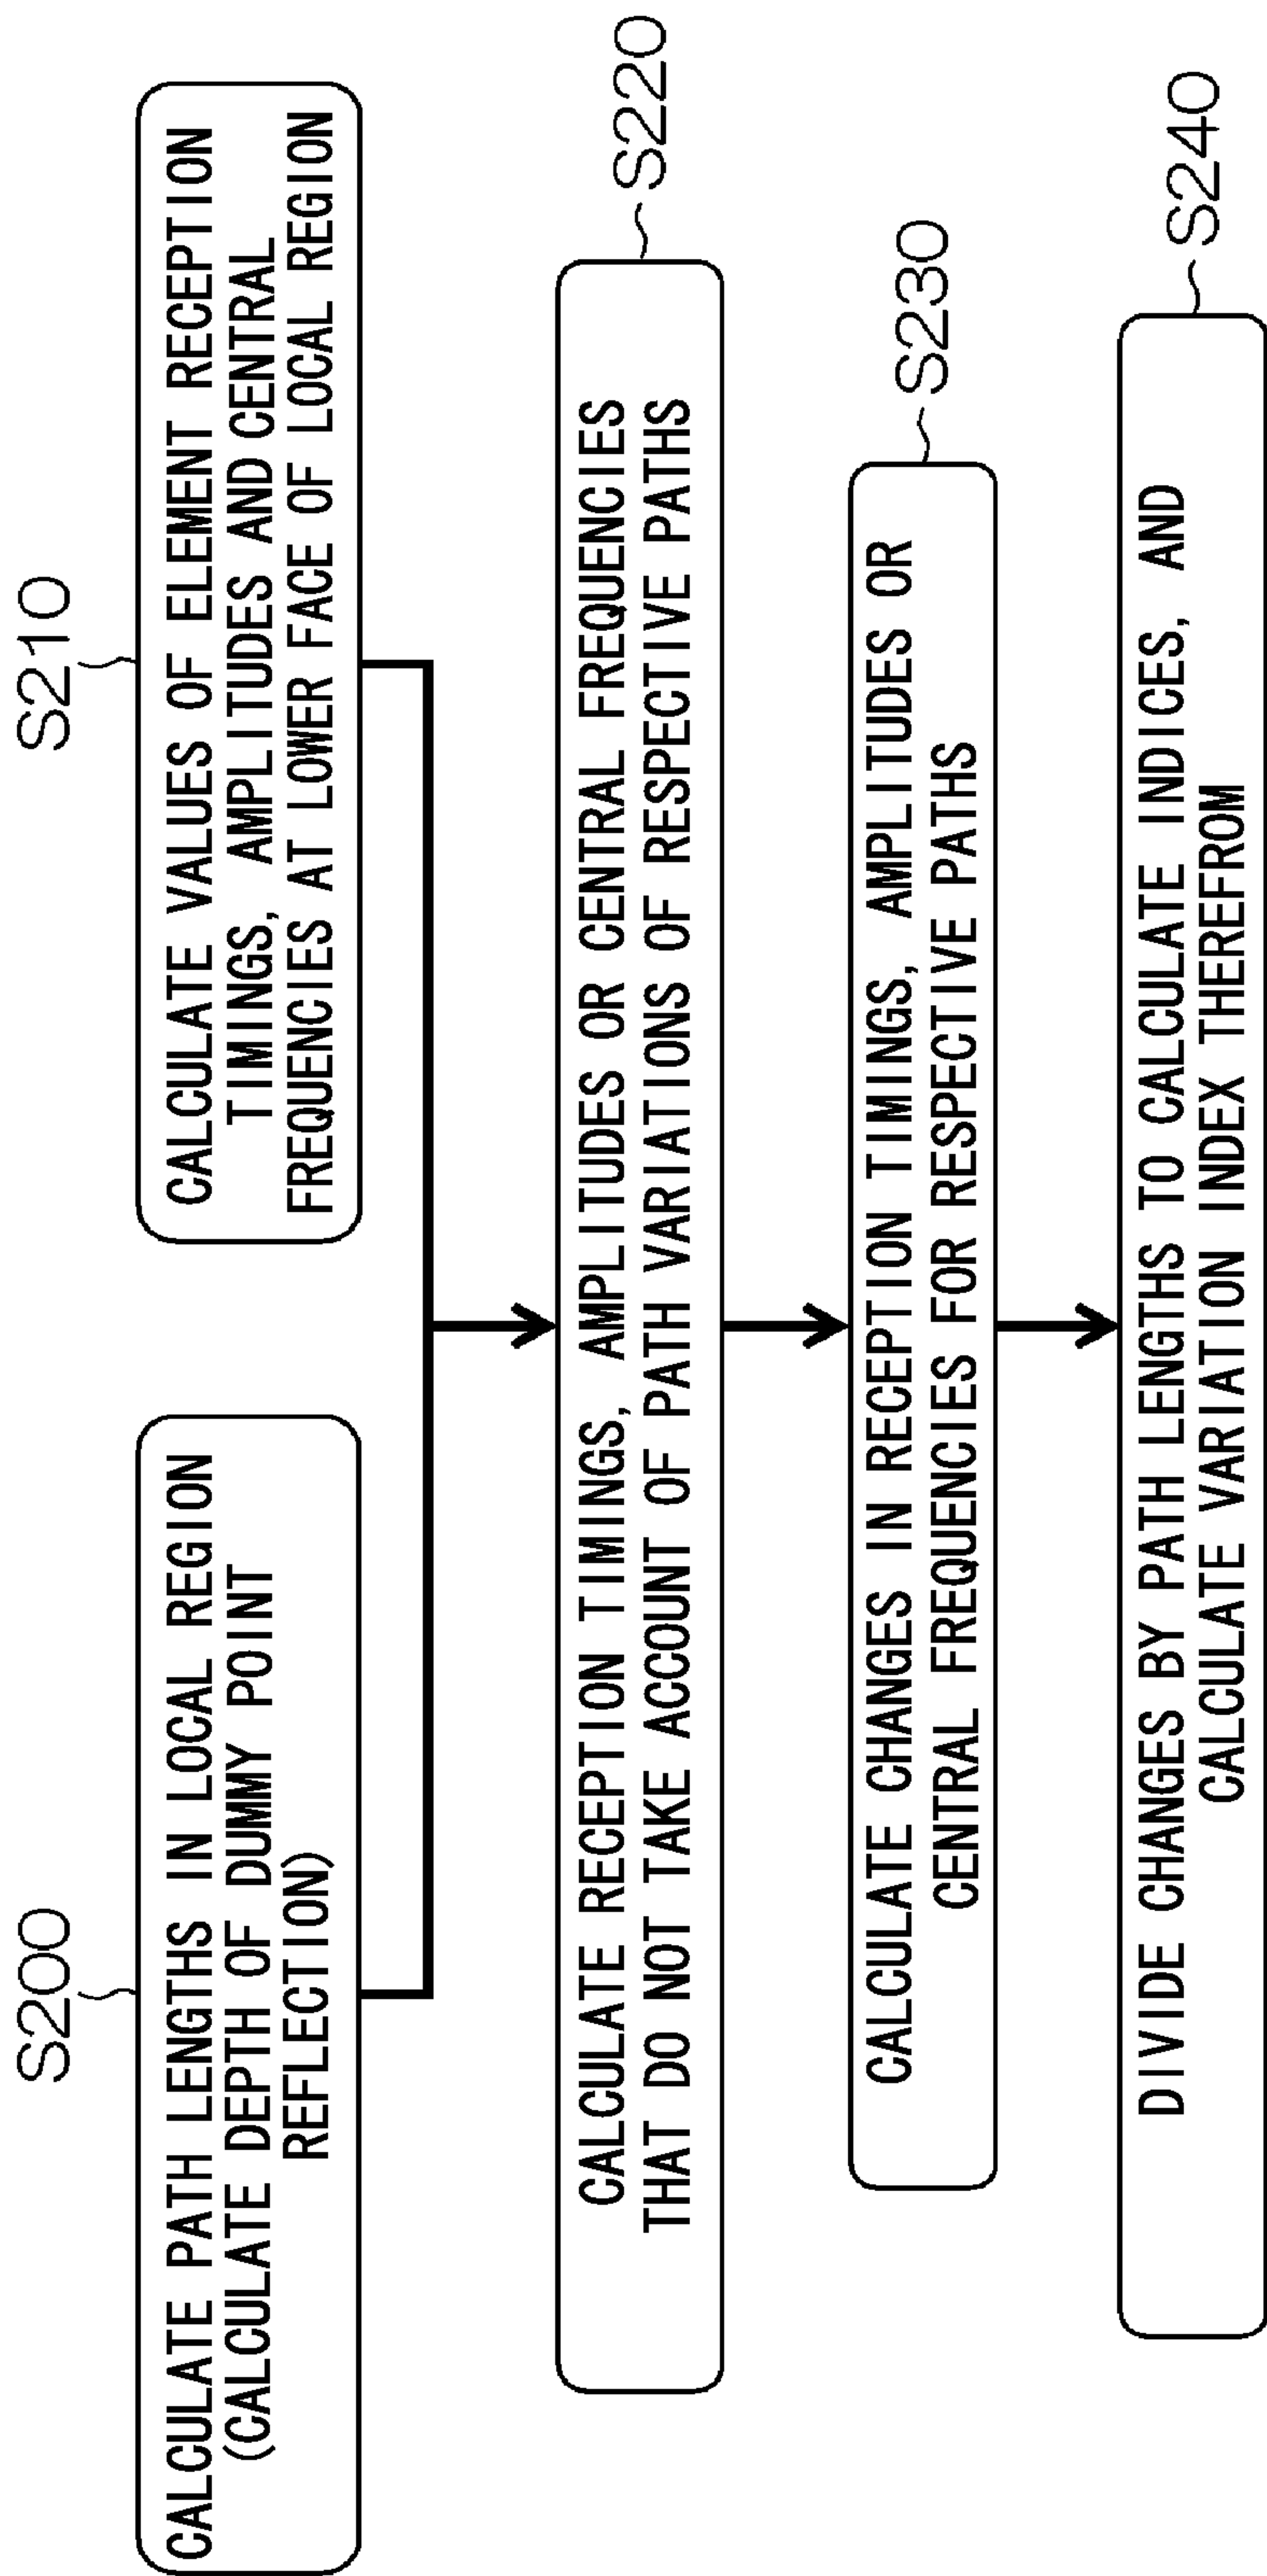 S200
CALCULATE PATH LENGTHS IN LOCAL REGION
(CALCULATE DEPTH OF DUMMY POINT
REFLECTION)
S210
CALCULATE VALUES OF ELEMENT RECEPTION
TIMINGS, AMPLITUDES AND CENTRAL
FREQUENCIES AT LOWER FACE OF LOCAL REGION
S220
CALCULATE RECEPTION TIMINGS, AMPLITUDES OR CENTRAL FREQUENCIES
THAT DO NOT TAKE ACCOUNT OF PATH VARIATIONS OF RESPECTIVE PATHS
S230
CALCULATE CHANGES IN RECEPTION TIMINGS, AMPLITUDES OR
CENTRAL FREQUENCIES FOR RESPECTIVE PATHS
S240
DIVIDE CHANGES BY PATH LENGTHS TO CALCULATE INDICES, AND
CALCULATE VARIATION INDEX THEREFROM